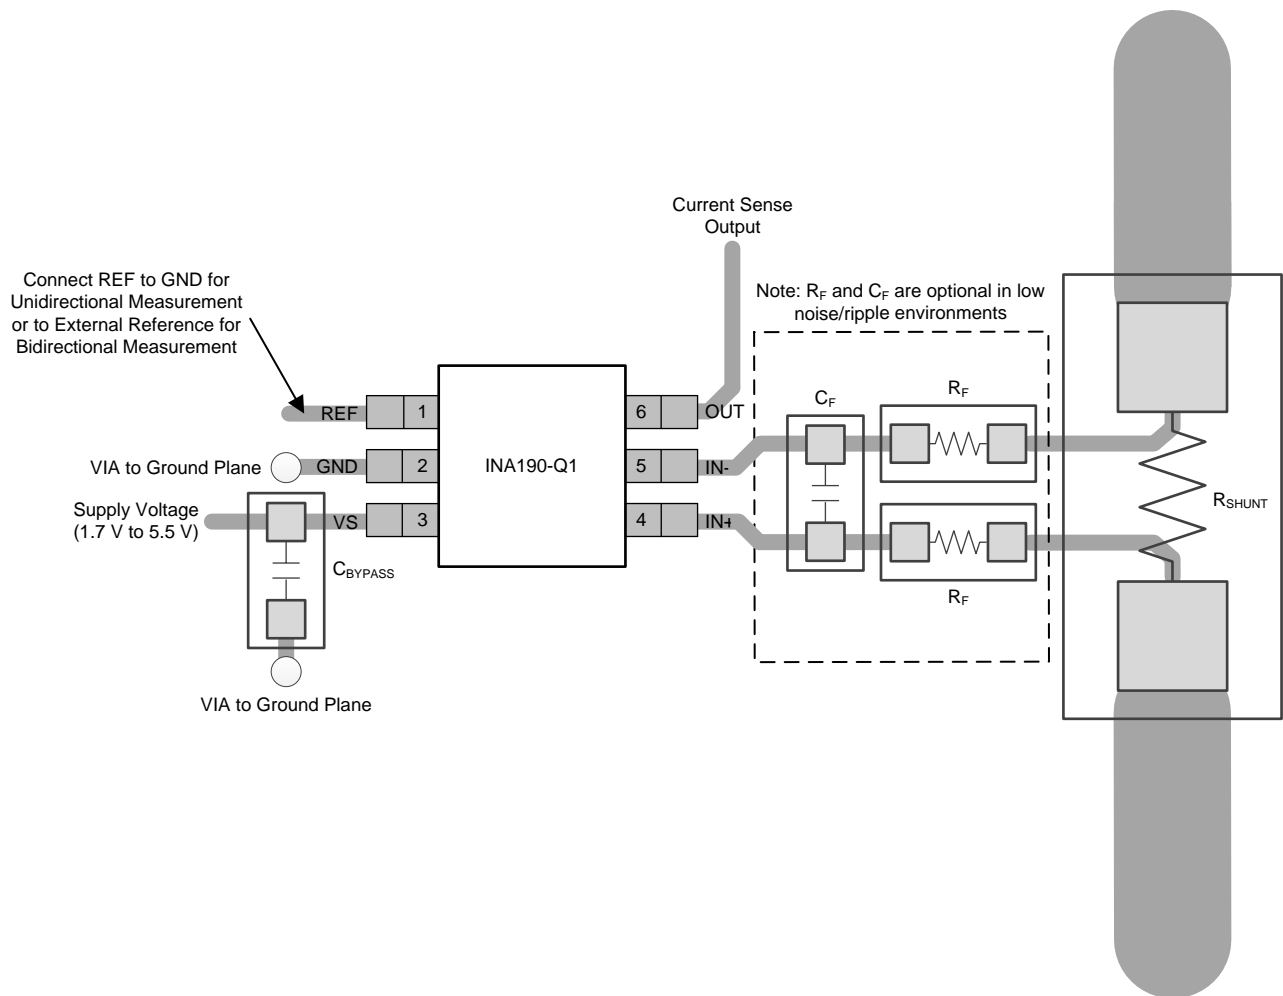 Current Sense
Output
Connect REF to GND for
Unidirectional Measurement
or to External Reference for
Bidirectional Measurement
Note: RF and CF are optional in low
noise/ripple environments
REF
1
6
OUT
CF
RF
VIA to Ground Plane
GND
2
INA190-Q1
5
IN-
Supply Voltage
(1.7 V to 5.5 V)
VS
3
4
IN+
RSHUNT
CBYPASS
RF
VIA to Ground Plane